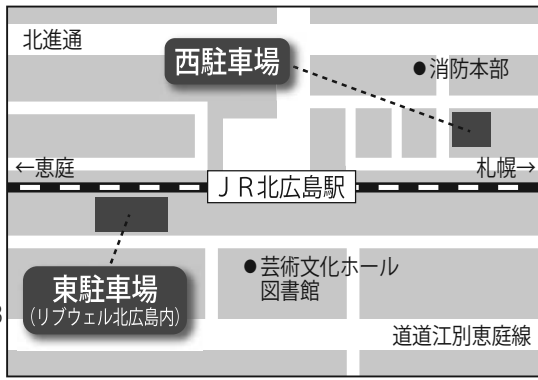 北進通
西駐車場
消防本部
←恵庭
札幌→
JR北広島駅
東駐車場
(リブウェル北広島内)
芸術文化ホール
図書館
道道江別恵庭線